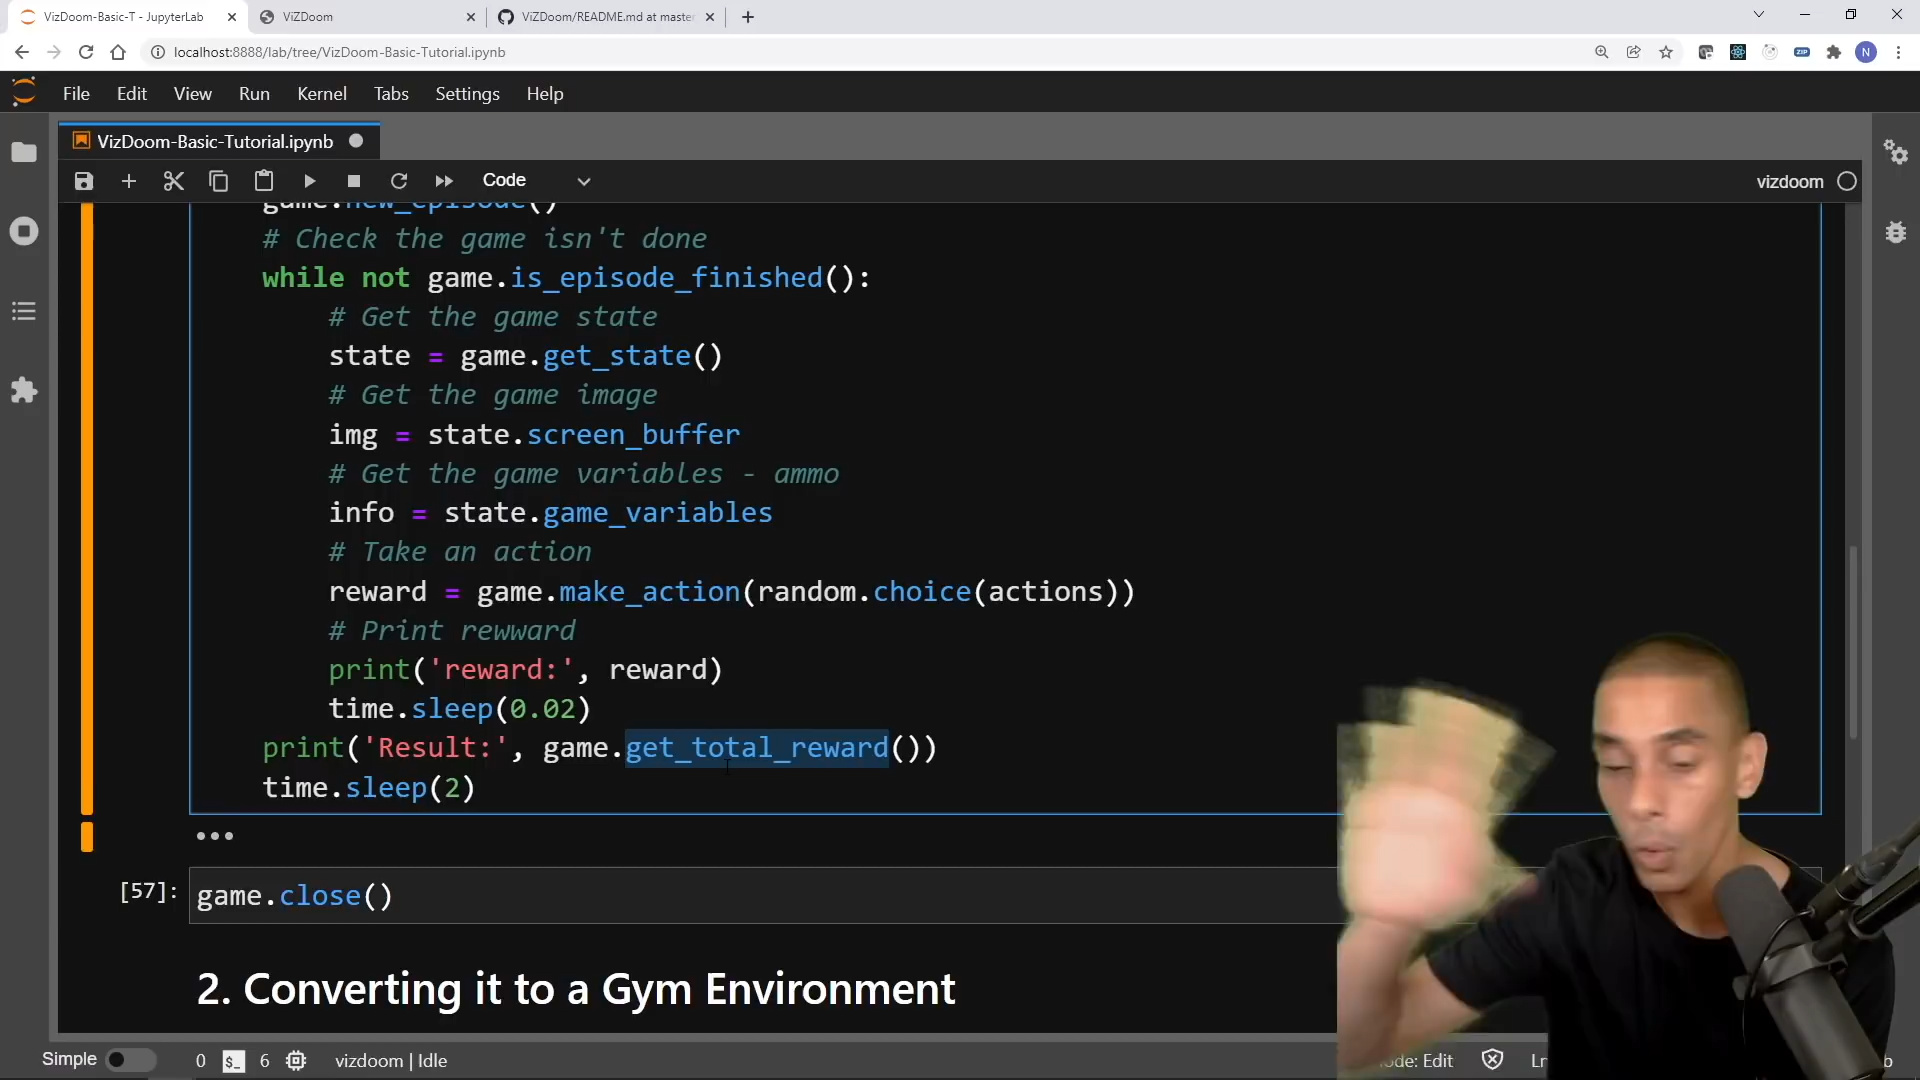 VizDoom-Basic-T - JupyterLab
ViZDoom
ViZDoom/README.md at master
localhost:8888/lab/tree/VizDoom-Basic-Tutorial.ipynb
ZIP
N
File Edit View Run Kernel Tabs Settings Help
VizDoom-Basic-Tutorial.ipynb
Code
vizdoom
game.new_episode()
# Check the game isn't done
while not game.is_episode_finished():
# Get the game state
state = game.get_state()
# Get the game image
img = state.screen_buffer
# Get the game variables - ammo
info = state.game_variables
# Take an action
reward = game.make_action(random.choice(actions))
# Print rewward
print('reward:', reward)
time.sleep(0.02)
print('Result:', game.get_total_reward())
time.sleep(2)
[57]:
game.close()
2. Converting it to a Gym Environment
Simple 0 $_ 6 vizdoom | Idle
Edit